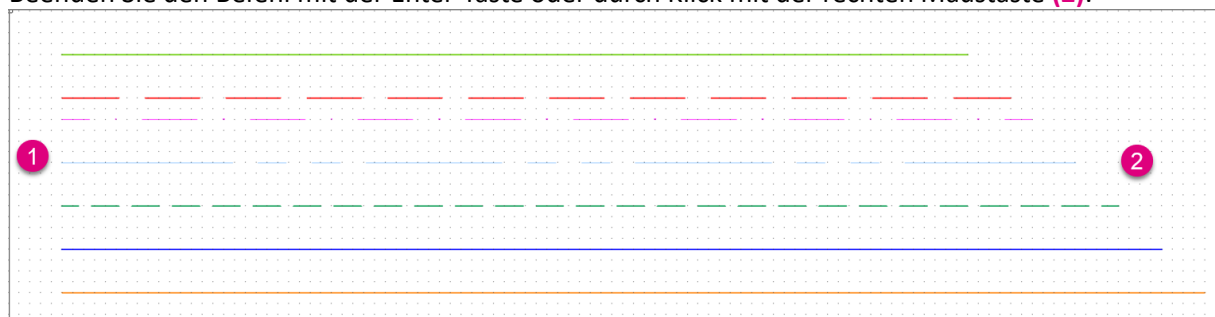 Beenden Sie den Befehl mit der Enter-Taste oder durch Klick mit der rechten Maustaste (2).
1
2